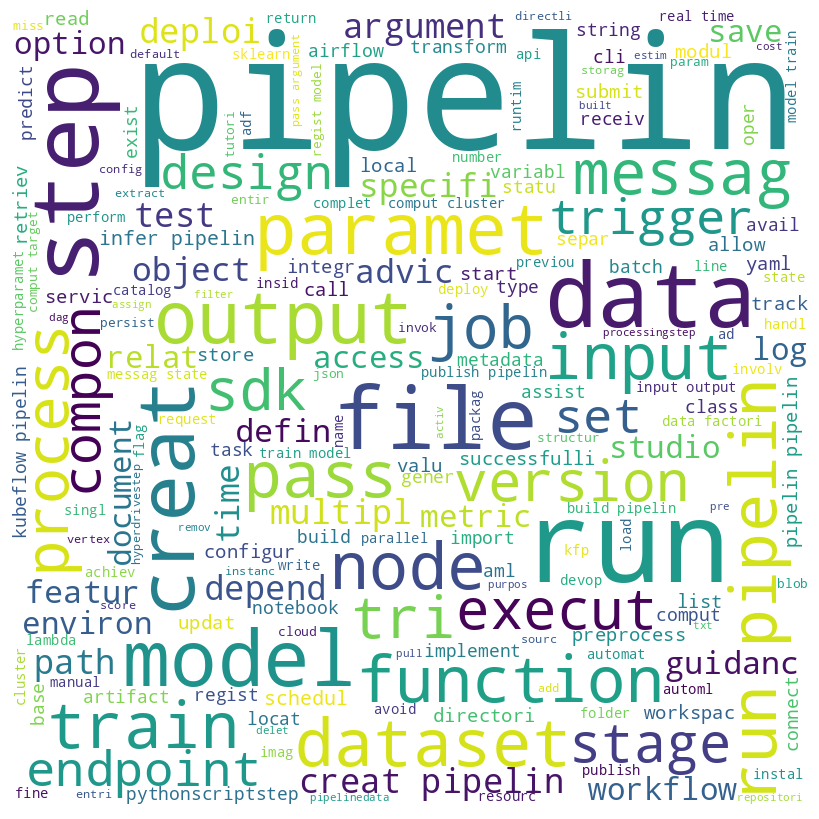 miss
read
return
directli
real time
option
deploi
argument
string
save
default
sklearn
airflow
transform
api
cli
cost
modul
estim
param
predict
step
pipelin
pass argument
regist model
built
storag
runtim
submit
receiv
model train
adf
tutori
exist
oper
config
design
local
number
variabl
messag
extract
entir
specifi
statu
perform
complet
comput cluster
test
paramet
trigger
avail
infer pipelin
previou
separ
allow
retriev
comput target
hyperparamet
object
integr
advic
start
batch
line
yaml
state
servic
catalog
insid
call
deploy
type
track
assign
filter
data
dag
persist
output
invok
job
processingstep
ad
handl
process
compon
relat
store
access
metadata
input
log
messag state
json
publish pipelin
involv
sdk
file
assist
input output
class
request
creat
name
activ
packag
set
data factori
defin
structur
kubeflow pipelin
document
hyperdrivestep flag
task
train model
valu
successfulli
studio
pipelin pipelin
time
pass
gener
version
singl
run pipelin
remov
multipl
metric
build pipelin
load
pre
vertex
configur
build
parallel
import
run
achiev
instanc
write
node
aml
kfp
devop
blob
featur
score
depend
notebook
purpos
execut
list
comput
environ
updat
cloud
tri
sourc
preprocess
txt
lambda
pull
implement
automat
path
model
function
guidanc
cluster
manual
base
artifact
regist
schedul
automl
connect
train
locat
avoid
add
directori
folder
workspac
delet
dataset
stage
endpoint
imag
creat pipelin
publish
instal
fine
entri
pythonscriptstep
pipelinedata
resourc
workflow
repositori